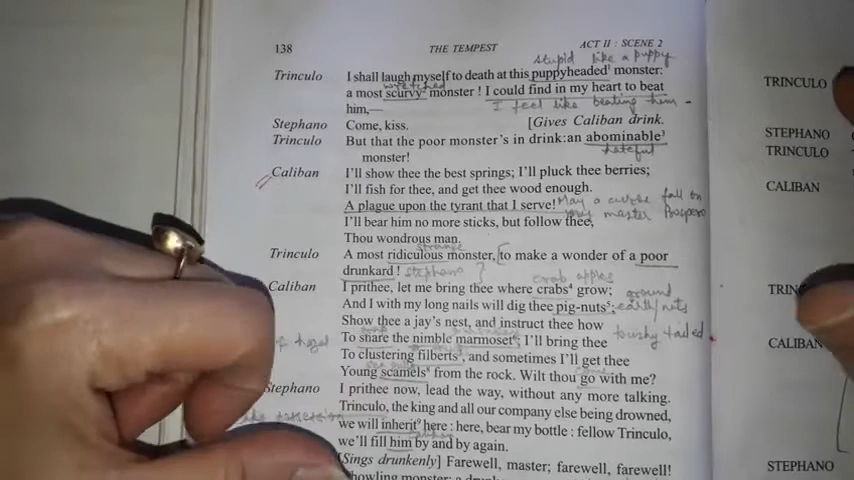 138 THE TEMPEST ACT II : SCENE 2
stupid like a puppy
Trinculo I shall laugh myself to death at this puppyheaded¹ monster:
wretched
a most scurvy² monster ! I could find in my heart to beat
him,— I feel like beating him -
Stephano Come, kiss. [Gives Caliban drink.
Trinculo But that the poor monster's in drink: an abominable³
monster! hateful
Caliban I'll show thee the best springs; I'll pluck thee berries;
I'll fish for thee, and get thee wood enough.
A plague upon the tyrant that I serve! May a curse fall on
I'll bear him no more sticks, but follow thee, my master Prospero
Thou wondrous man.
strange
Trinculo A most ridiculous monster, to make a wonder of a poor
drunkard ! stephano
crab apples
Caliban I prithee, let me bring thee where crabs⁴ grow; ground
And I with my long nails will dig thee pig-nuts⁵; earth/nuts
Show thee a jay's nest, and instruct thee how
To snare the nimble marmoset⁶; I'll bring thee bushy tailed
To clustering filberts⁷, and sometimes I'll get thee
Young scamels⁸ from the rock. Wilt thou go with me?
Stephano I prithee now, lead the way, without any more talking.
Trinculo, the king and all our company else being drowned,
we will inherit⁹ here : here, bear my bottle : fellow Trinculo,
we'll fill him by and by again.
[Sings drunkenly] Farewell, master; farewell, farewell!
TRINCULO
STEPHANO
TRINCULO
CALIBAN
TRIN
CALIBAN
STEPHANO